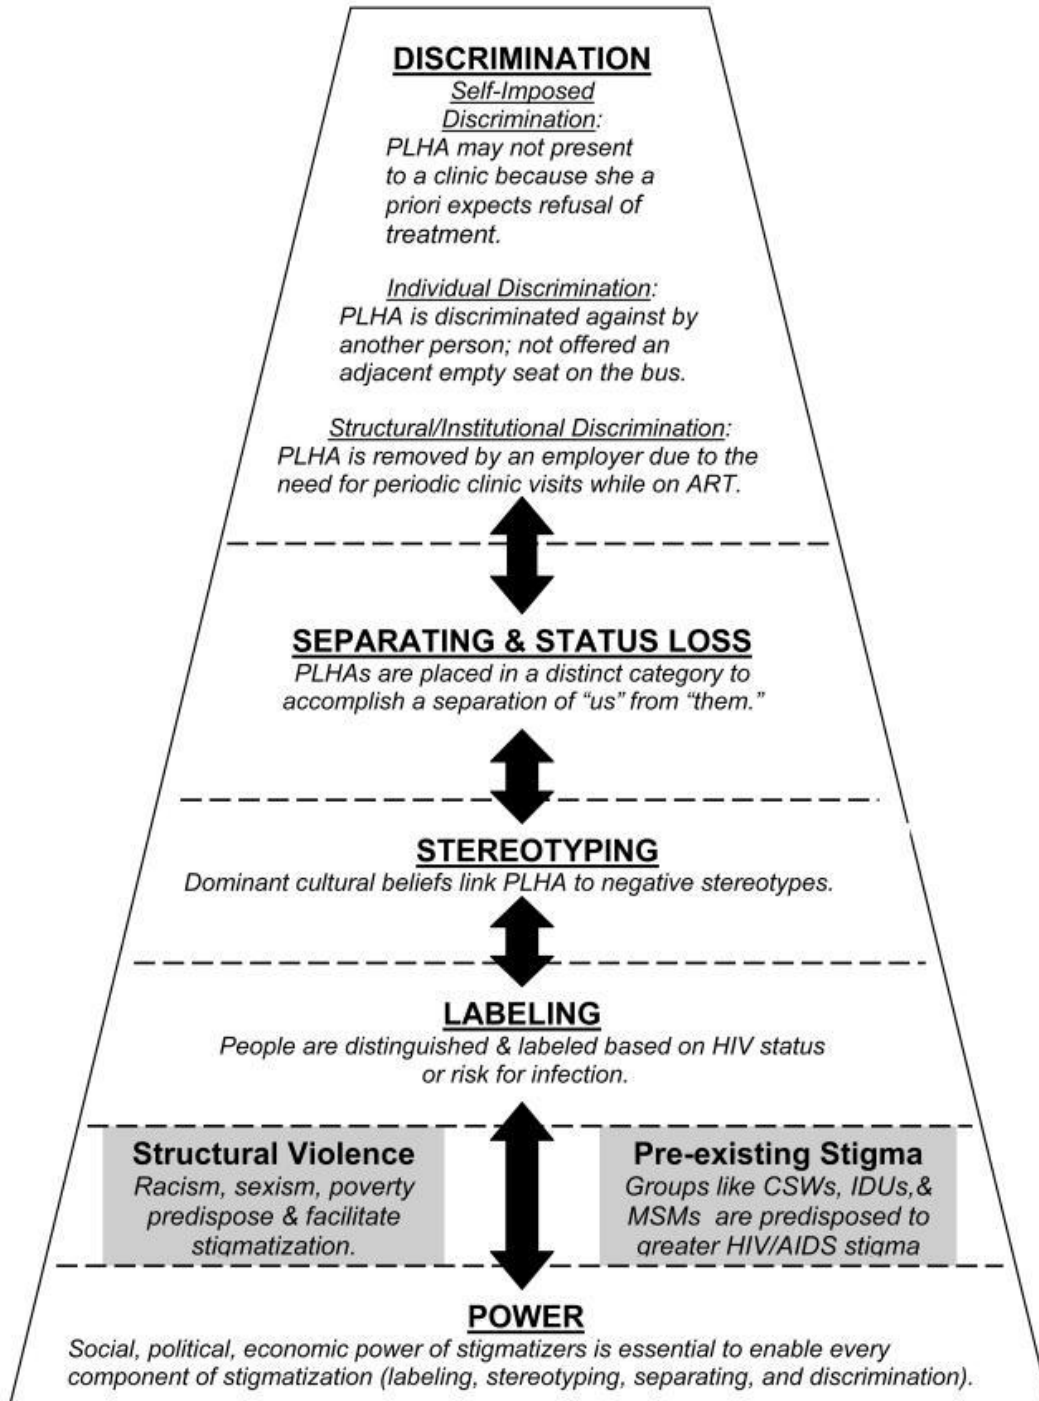 DISCRIMINATION
Self-Imposed
Discrimination:
PLHA may not present
to a clinic because she a
priori expects refusal of
treatment.
Individual Discrimination:
PLHA is discriminated against by
another person; not offered an
adjacent empty seat on the bus.
Structural/Institutional Discrimination:
PLHA is removed by an employer due to the
need for periodic clinic visits while on ART.
SEPARATING & STATUS LOSS
PLHAs are placed in a distinct category to
accomplish a separation of “us” from “them.”
STEREOTYPING
Dominant cultural beliefs link PLHA to negative stereotypes.
LABELING
People are distinguished & labeled based on HIV status
or risk for infection.
Structural Violence
Racism, sexism, poverty
predispose & facilitate
stigmatization.
Pre-existing Stigma
Groups like CSWs, IDUs,&
MSMs are predisposed to
greater HIV/AIDS stigma
POWER
Social, political, economic power of stigmatizers is essential to enable every
component of stigmatization (labeling, stereotyping, separating, and discrimination).